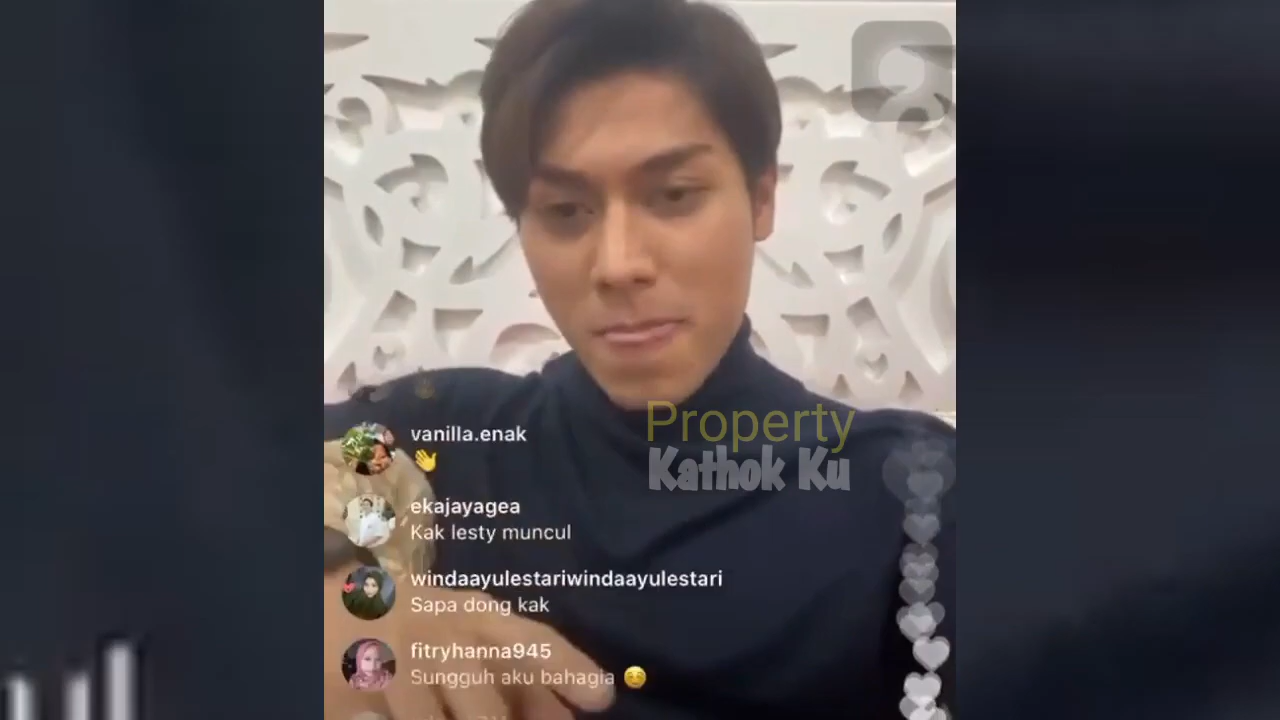 Property
Kathok Ku
vanilla.enak
👋
ekajayagea
Kak lesty muncul
windaayulestariwindaayulestari
Sapa dong kak
fitryhanna945
Sungguh aku bahagia ☺️